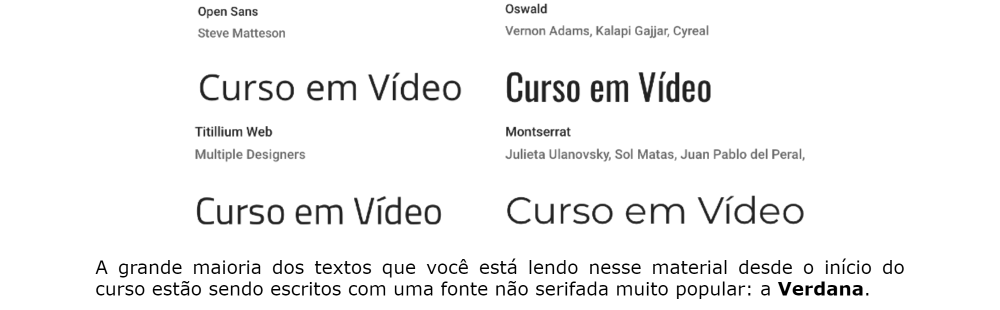 Open Sans
Steve Matteson
Curso em Vídeo
Oswald
Vernon Adams, Kalapi Gajjar, Cyreal
Curso em Vídeo
Titillium Web
Multiple Designers
Curso em Vídeo
Montserrat
Julieta Ulanovsky, Sol Matas, Juan Pablo del Peral,
Curso em Vídeo
A grande maioria dos textos que você está lendo nesse material desde o início do
curso estão sendo escritos com uma fonte não serifada muito popular: a Verdana.